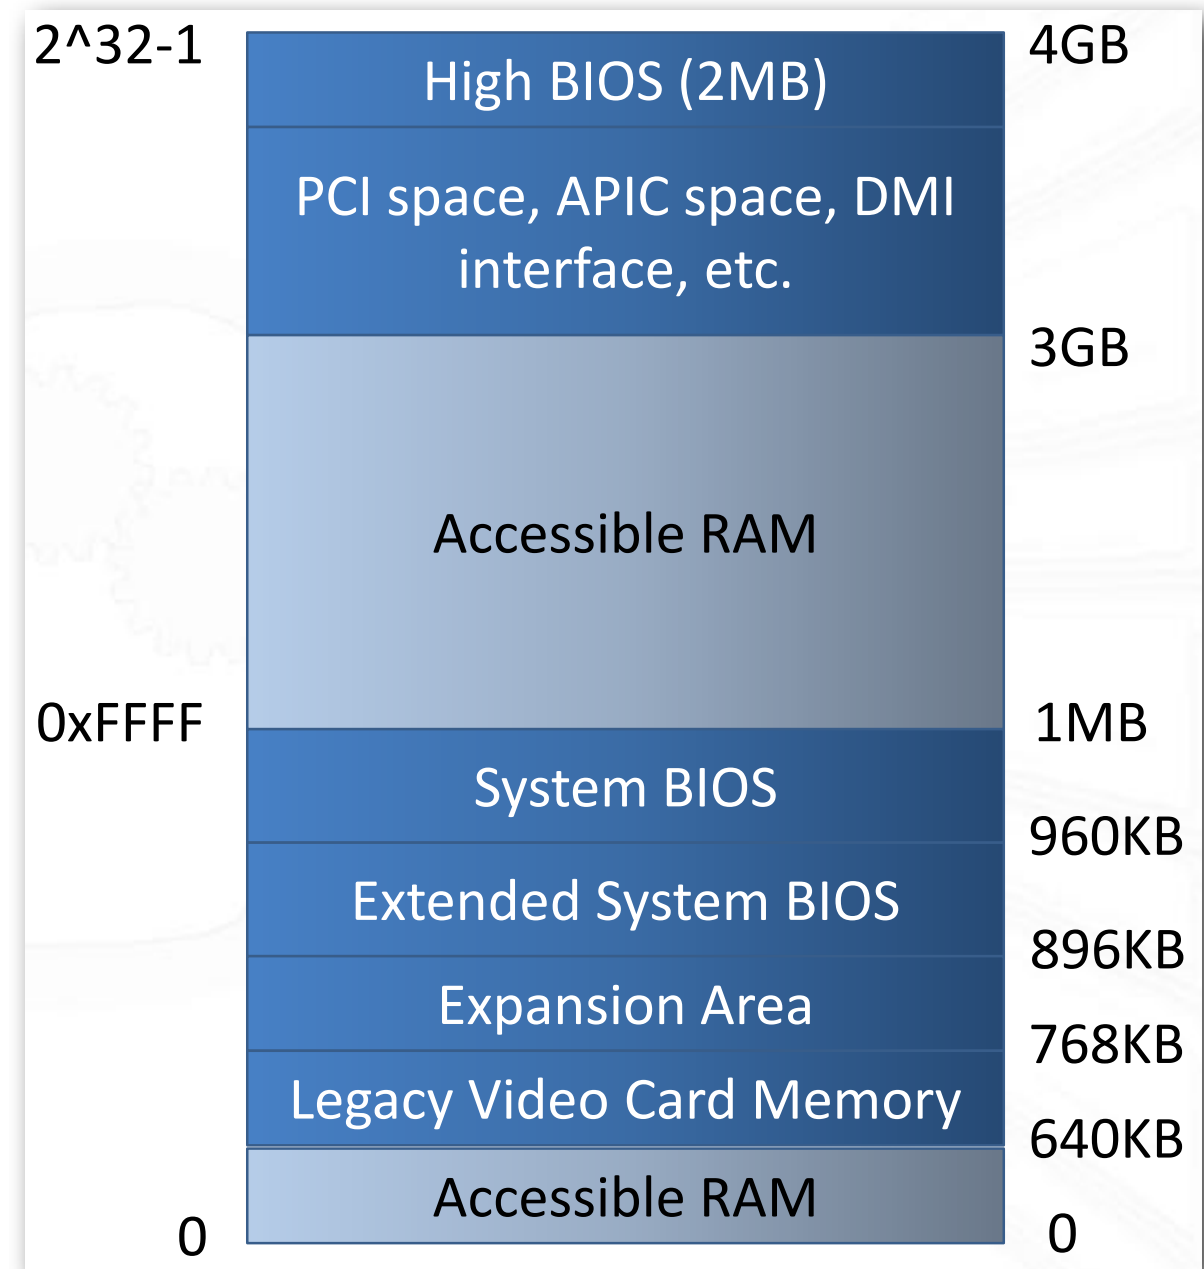 2^32-1
High BIOS (2MB)
4GB
PCI space, APIC space, DMI
interface, etc.
3GB
Accessible RAM
0xFFFF
1MB
System BIOS
960KB
Extended System BIOS
896KB
Expansion Area
768KB
Legacy Video Card Memory
640KB
Accessible RAM
0
0